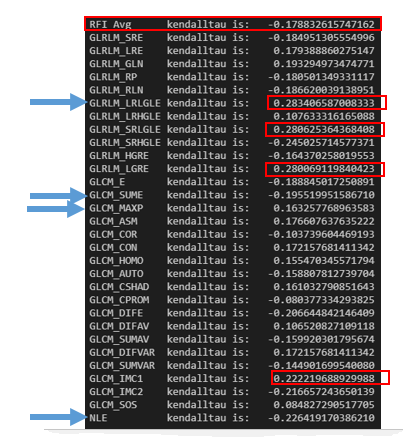 RFI Avg kendalltau is: -0.178832615747162
GLRLM_SRE kendalltau is: -0.184951305554996
GLRLM_LRE kendalltau is: 0.179388860275147
GLRLM_GLN kendalltau is: 0.193294973474771
GLRLM_RP kendalltau is: -0.180501349331117
GLRLM_RLN kendalltau is: -0.186620039138951
GLRLM_LRLGLE kendalltau is: 0.283406587008333
GLRLM_LRHGLE kendalltau is: 0.107633316165088
GLRLM_SRLGLE kendalltau is: 0.280625364368408
GLRLM_SRHGLE kendalltau is: -0.245025714577371
GLRLM_HGRE kendalltau is: -0.164370258019553
GLRLM_LGRE kendalltau is: 0.280069119840423
GLCM_E kendalltau is: -0.188845017250891
GLCM_SUME kendalltau is: -0.195519951586710
GLCM_MAXP kendalltau is: 0.163257768963583
GLCM_ASM kendalltau is: 0.176607637635222
GLCM_COR kendalltau is: -0.103739604469193
GLCM_CON kendalltau is: 0.172157681411342
GLCM_HOMO kendalltau is: 0.155470345571794
GLCM_AUTO kendalltau is: -0.158807812739704
GLCM_CSHAD kendalltau is: 0.161032790851643
GLCM_CPROM kendalltau is: -0.080377334293825
GLCM_DIFE kendalltau is: -0.206644842146409
GLCM_DIFAV kendalltau is: 0.106520827109118
GLCM_SUMAV kendalltau is: -0.159920301795674
GLCM_DIFVAR kendalltau is: 0.172157681411342
GLCM_SUMVAR kendalltau is: -0.144901699540080
GLCM_IMC1 kendalltau is: 0.222219688929988
GLCM_IMC2 kendalltau is: -0.216657243650139
GLCM_SOS kendalltau is: 0.084827290517705
NLE kendalltau is: -0.226419170386210